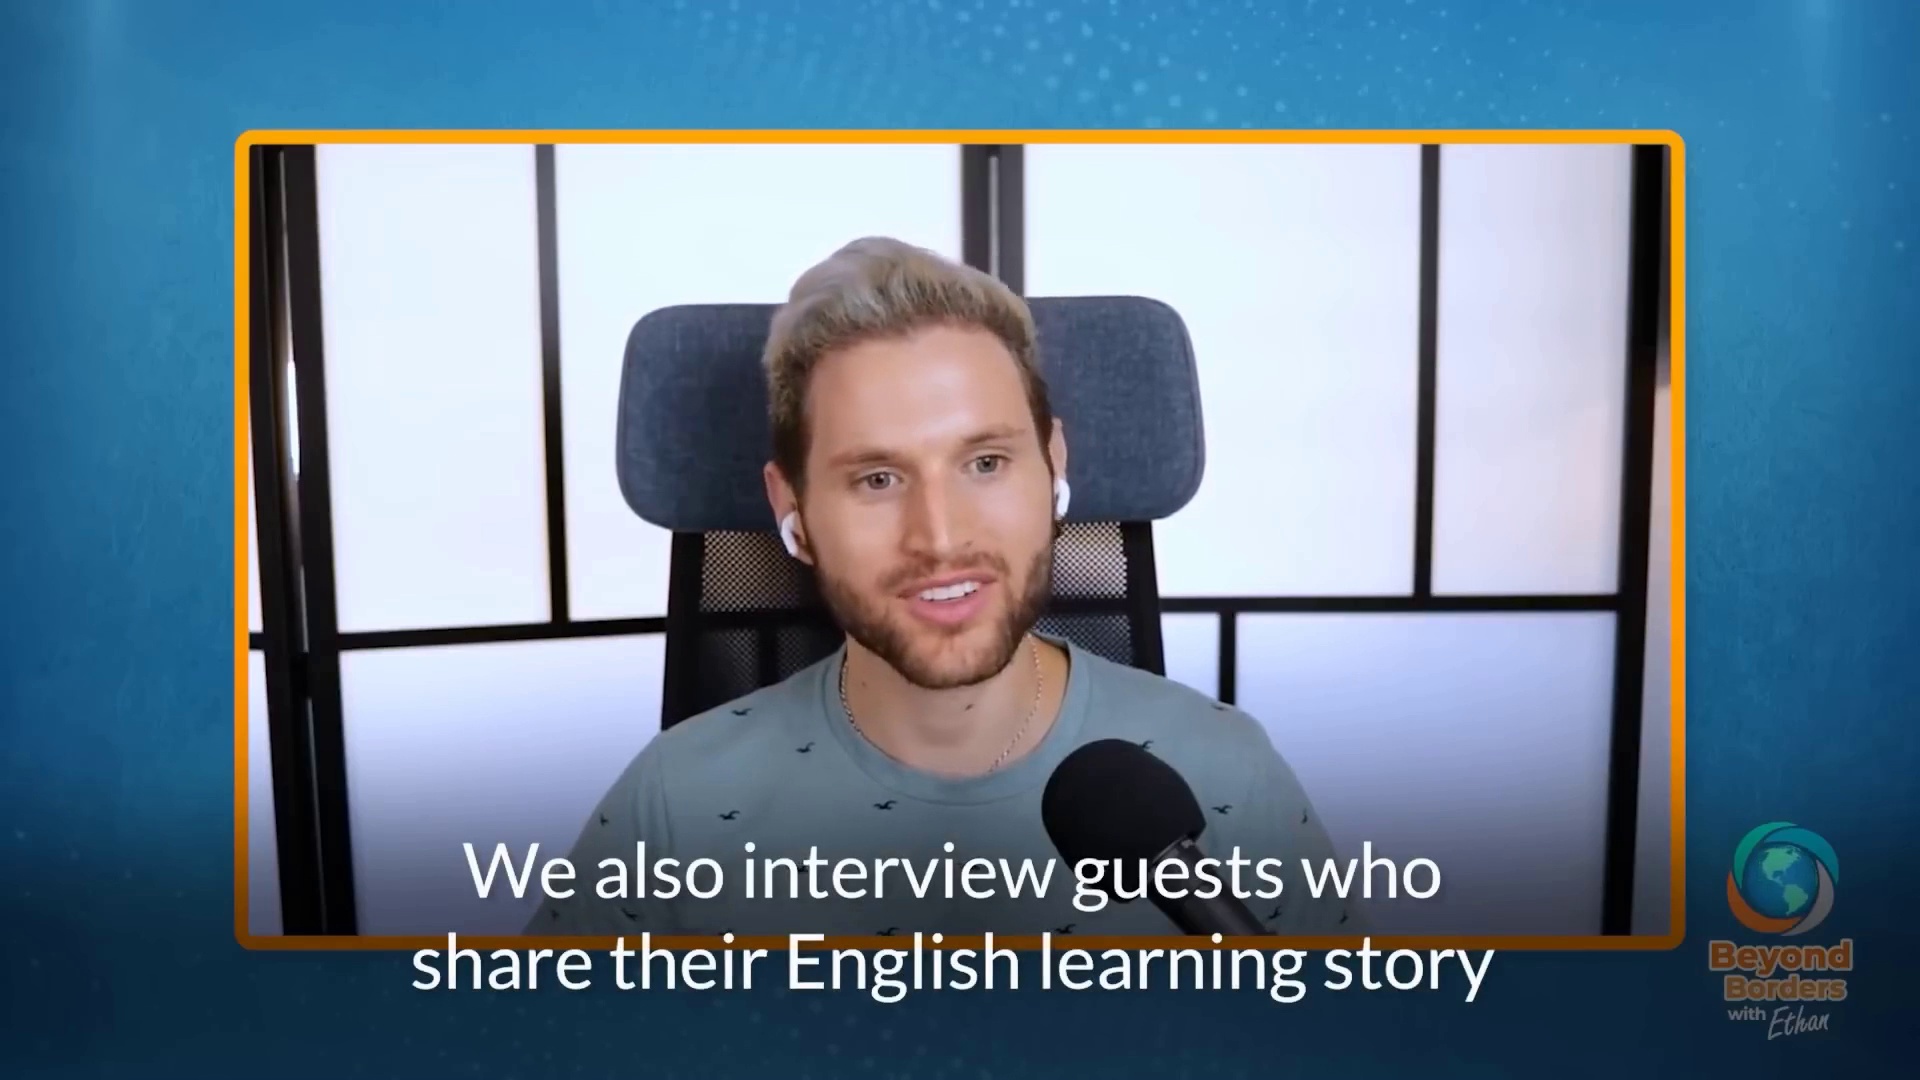 We also interview guests who
share their English learning story
Beyond
Borders
with Ethan